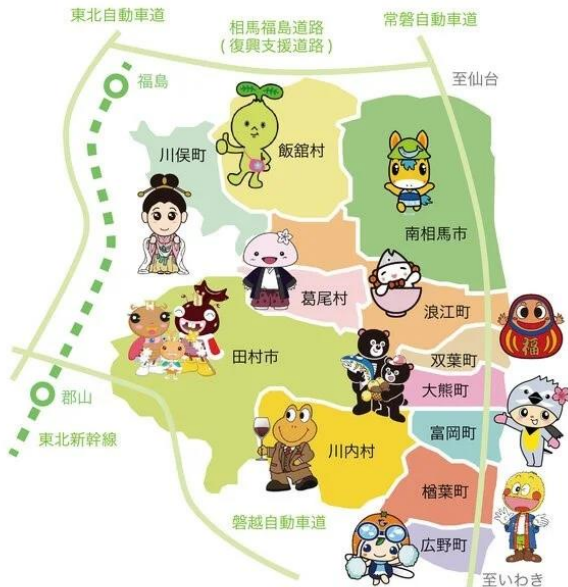 東北自動車道
相馬福島道路
(復興支援道路)
常磐自動車道
至仙台
福島
川俣町
飯舘村
南相馬市
葛尾村
浪江町
福
双葉町
田村市
大熊町
郡山
富岡町
東北新幹線
川内村
楢葉町
磐越自動車道
広野町
至いわき